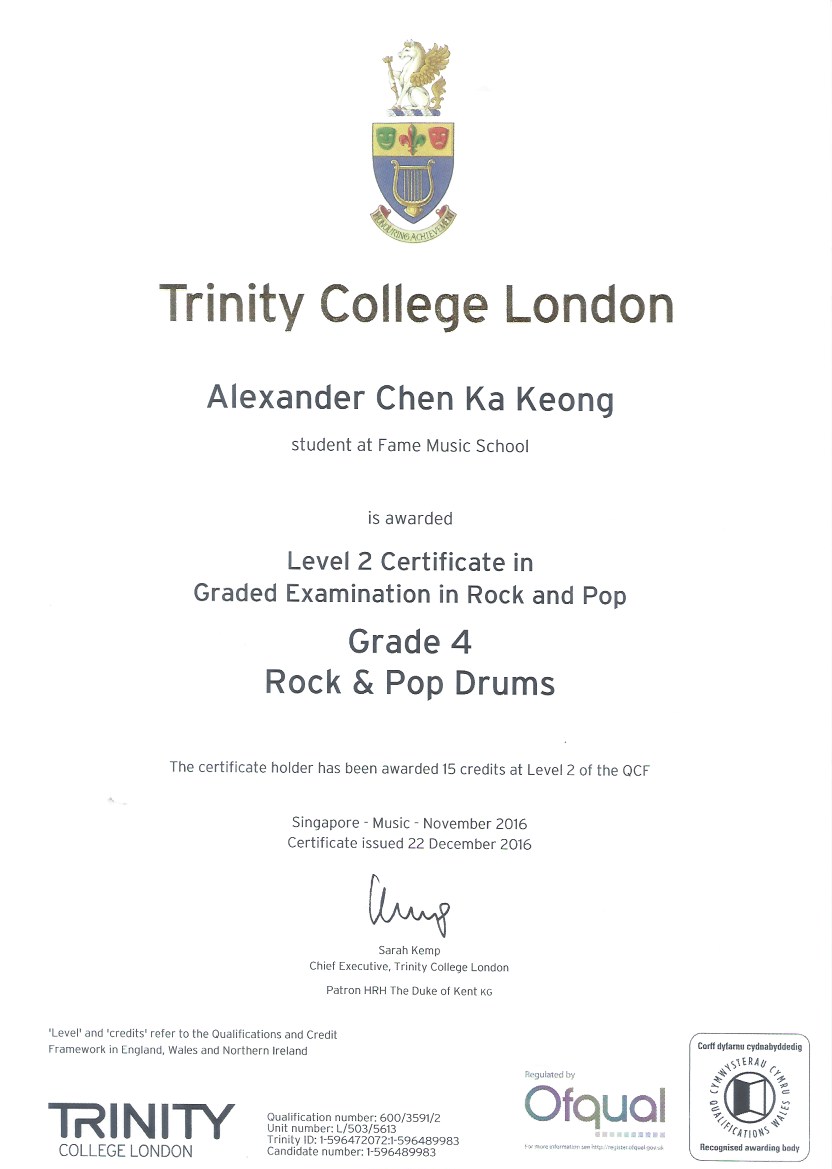 HONOURING ACHIEVEMENT
Trinity College London
Alexander Chen Ka Keong
student at Fame Music School
is awarded
Level 2 Certificate in
Graded Examination in Rock and Pop
Grade 4
Rock & Pop Drums
The certificate holder has been awarded 15 credits at Level 2 of the QCF
Singapore - Music - November 2016
Certificate issued 22 December 2016
Sarah Kemp
Chief Executive, Trinity College London
Patron HRH The Duke of Kent KG
'Level' and 'credits' refer to the Qualifications and Credit
Framework in England, Wales and Northern Ireland
TRINITY
COLLEGE LONDON
Qualification number: 600/3591/2
Unit number: L/503/5613
Trinity ID: 1-596472072:1-596489983
Candidate number: 1-596489983
Regulated by
Ofqual
For more information see http://register.ofqual.gov.uk
Corff dyfarnu cydnabyddedig
CYMWYSTERAU CYMRU
QUALIFICATIONS WALES
Recognised awarding body